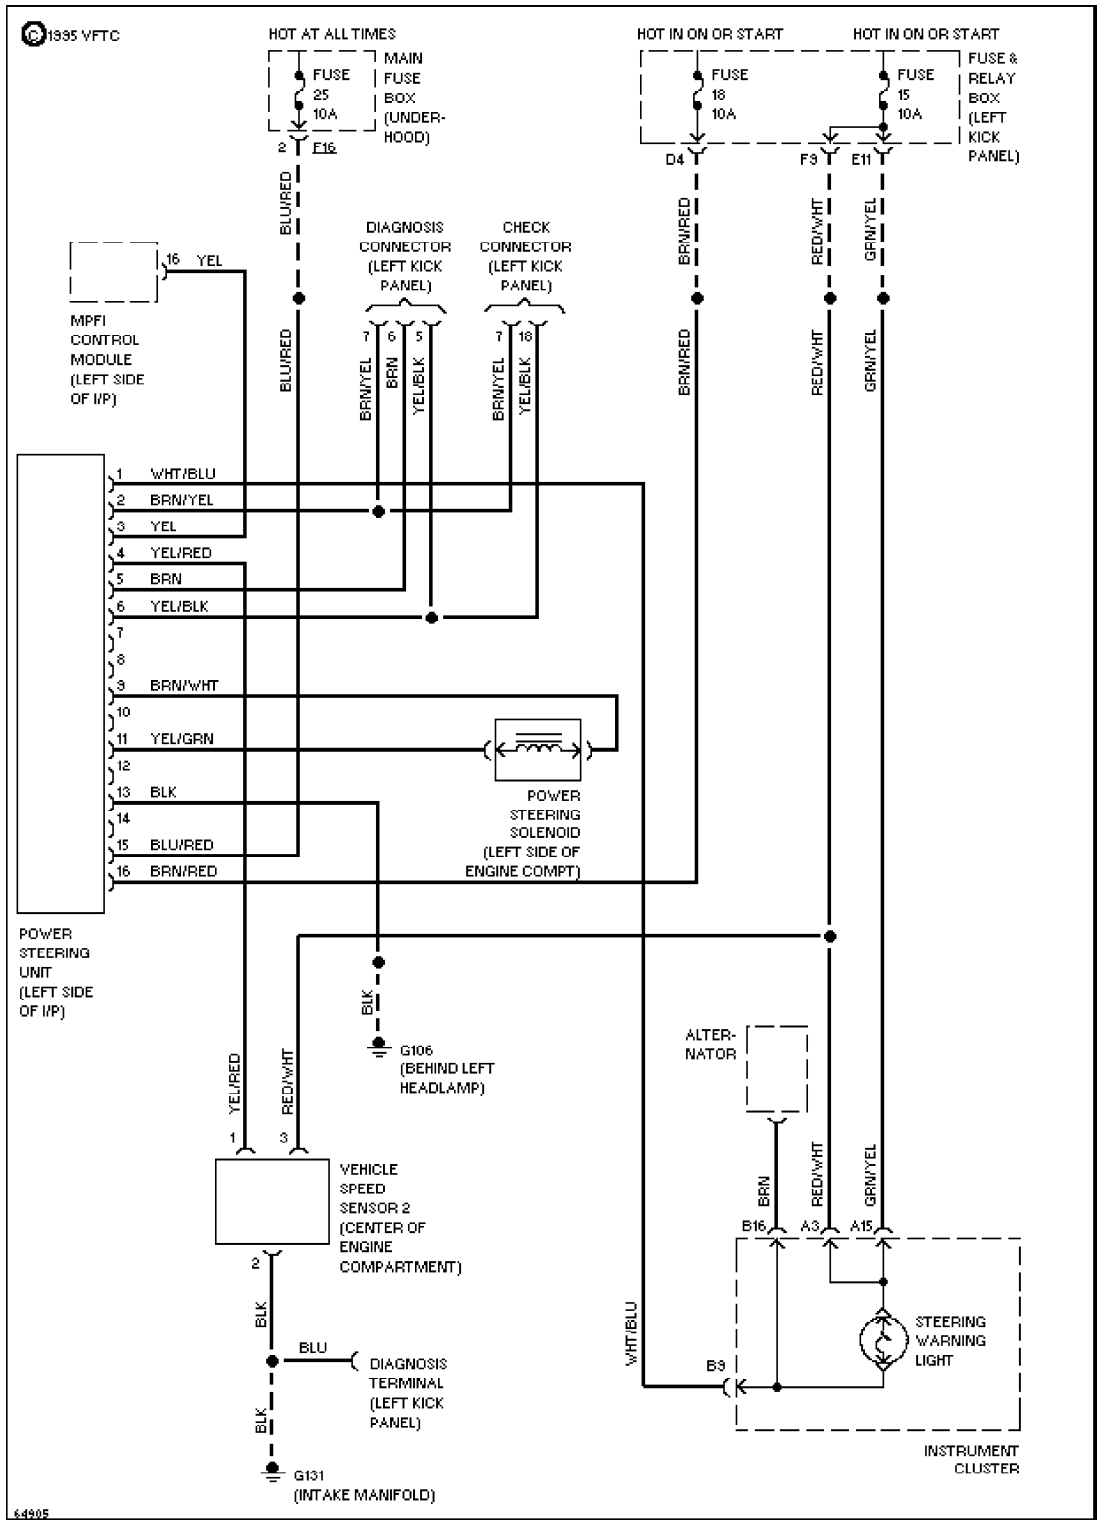 ©1995 VFTC
HOT AT ALL TIMES
HOT IN ON OR START
HOT IN ON OR START
FUSE
25
10A
MAIN
FUSE
BOX
(UNDER-
HOOD)
FUSE
18
10A
FUSE
15
10A
FUSE &
RELAY
BOX
(LEFT
KICK
PANEL)
2
F16
D4
F9
E11
BLU/RED
BRN/RED
RED/WHT
GRN/YEL
DIAGNOSIS
CONNECTOR
(LEFT KICK
PANEL)
CHECK
CONNECTOR
(LEFT KICK
PANEL)
16
YEL
MPFI
CONTROL
MODULE
(LEFT SIDE
OF I/P)
7
6
5
7
18
BLU/RED
BRN/YEL
BRN
YEL/BLK
BRN/YEL
YEL/BLK
BRN/RED
RED/WHT
GRN/YEL
1 WHT/BLU
2 BRN/YEL
3 YEL
4 YEL/RED
5 BRN
6 YEL/BLK
7
8
9 BRN/WHT
10
11 YEL/GRN
12
13 BLK
14
15 BLU/RED
16 BRN/RED
POWER
STEERING
SOLENOID
(LEFT SIDE OF
ENGINE COMPT)
POWER
STEERING
UNIT
(LEFT SIDE
OF I/P)
BLK
G106
(BEHIND LEFT
HEADLAMP)
ALTER-
NATOR
YEL/RED
RED/WHT
1
3
VEHICLE
SPEED
SENSOR 2
(CENTER OF
ENGINE
COMPARTMENT)
BRN
RED/WHT
GRN/YEL
B16
A3
A15
2
BLK
BLU
DIAGNOSIS
TERMINAL
(LEFT KICK
PANEL)
BLK
G131
(INTAKE MANIFOLD)
WHT/BLU
B9
STEERING
WARNING
LIGHT
INSTRUMENT
CLUSTER
64905